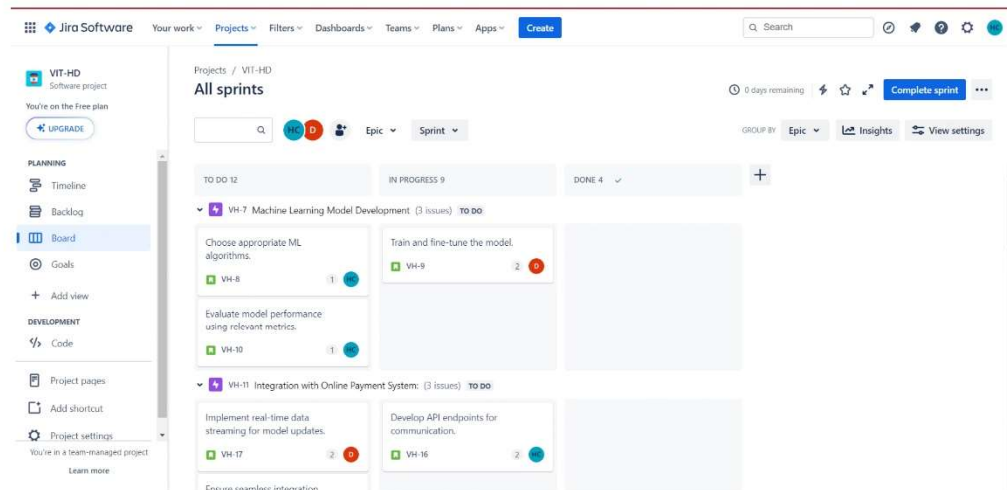 Jira Software Your work Projects Filters Dashboards Teams Plans Apps Create Search HC
VIT-HD
Software project
You're on the Free plan
UPGRADE
PLANNING
Timeline
Backlog
Board
Goals
Add view
DEVELOPMENT
Code
Project pages
Add shortcut
Project settings
You're in a team-managed project
Learn more
Projects / VIT-HD
All sprints
0 days remaining Complete sprint
HC D Epic Sprint GROUP BY Epic Insights View settings
TO DO 12 IN PROGRESS 9 DONE 4
VH-7 Machine Learning Model Development (3 issues) TO DO
Choose appropriate ML
algorithms.
VH-8 1 HC
Train and fine-tune the model.
VH-9 2 D
Evaluate model performance
using relevant metrics.
VH-10 1 HC
VH-11 Integration with Online Payment System: (3 issues) TO DO
Implement real-time data
streaming for model updates.
VH-17 2 D
Develop API endpoints for
communication.
VH-16 2 HC
Ensure seamless integration